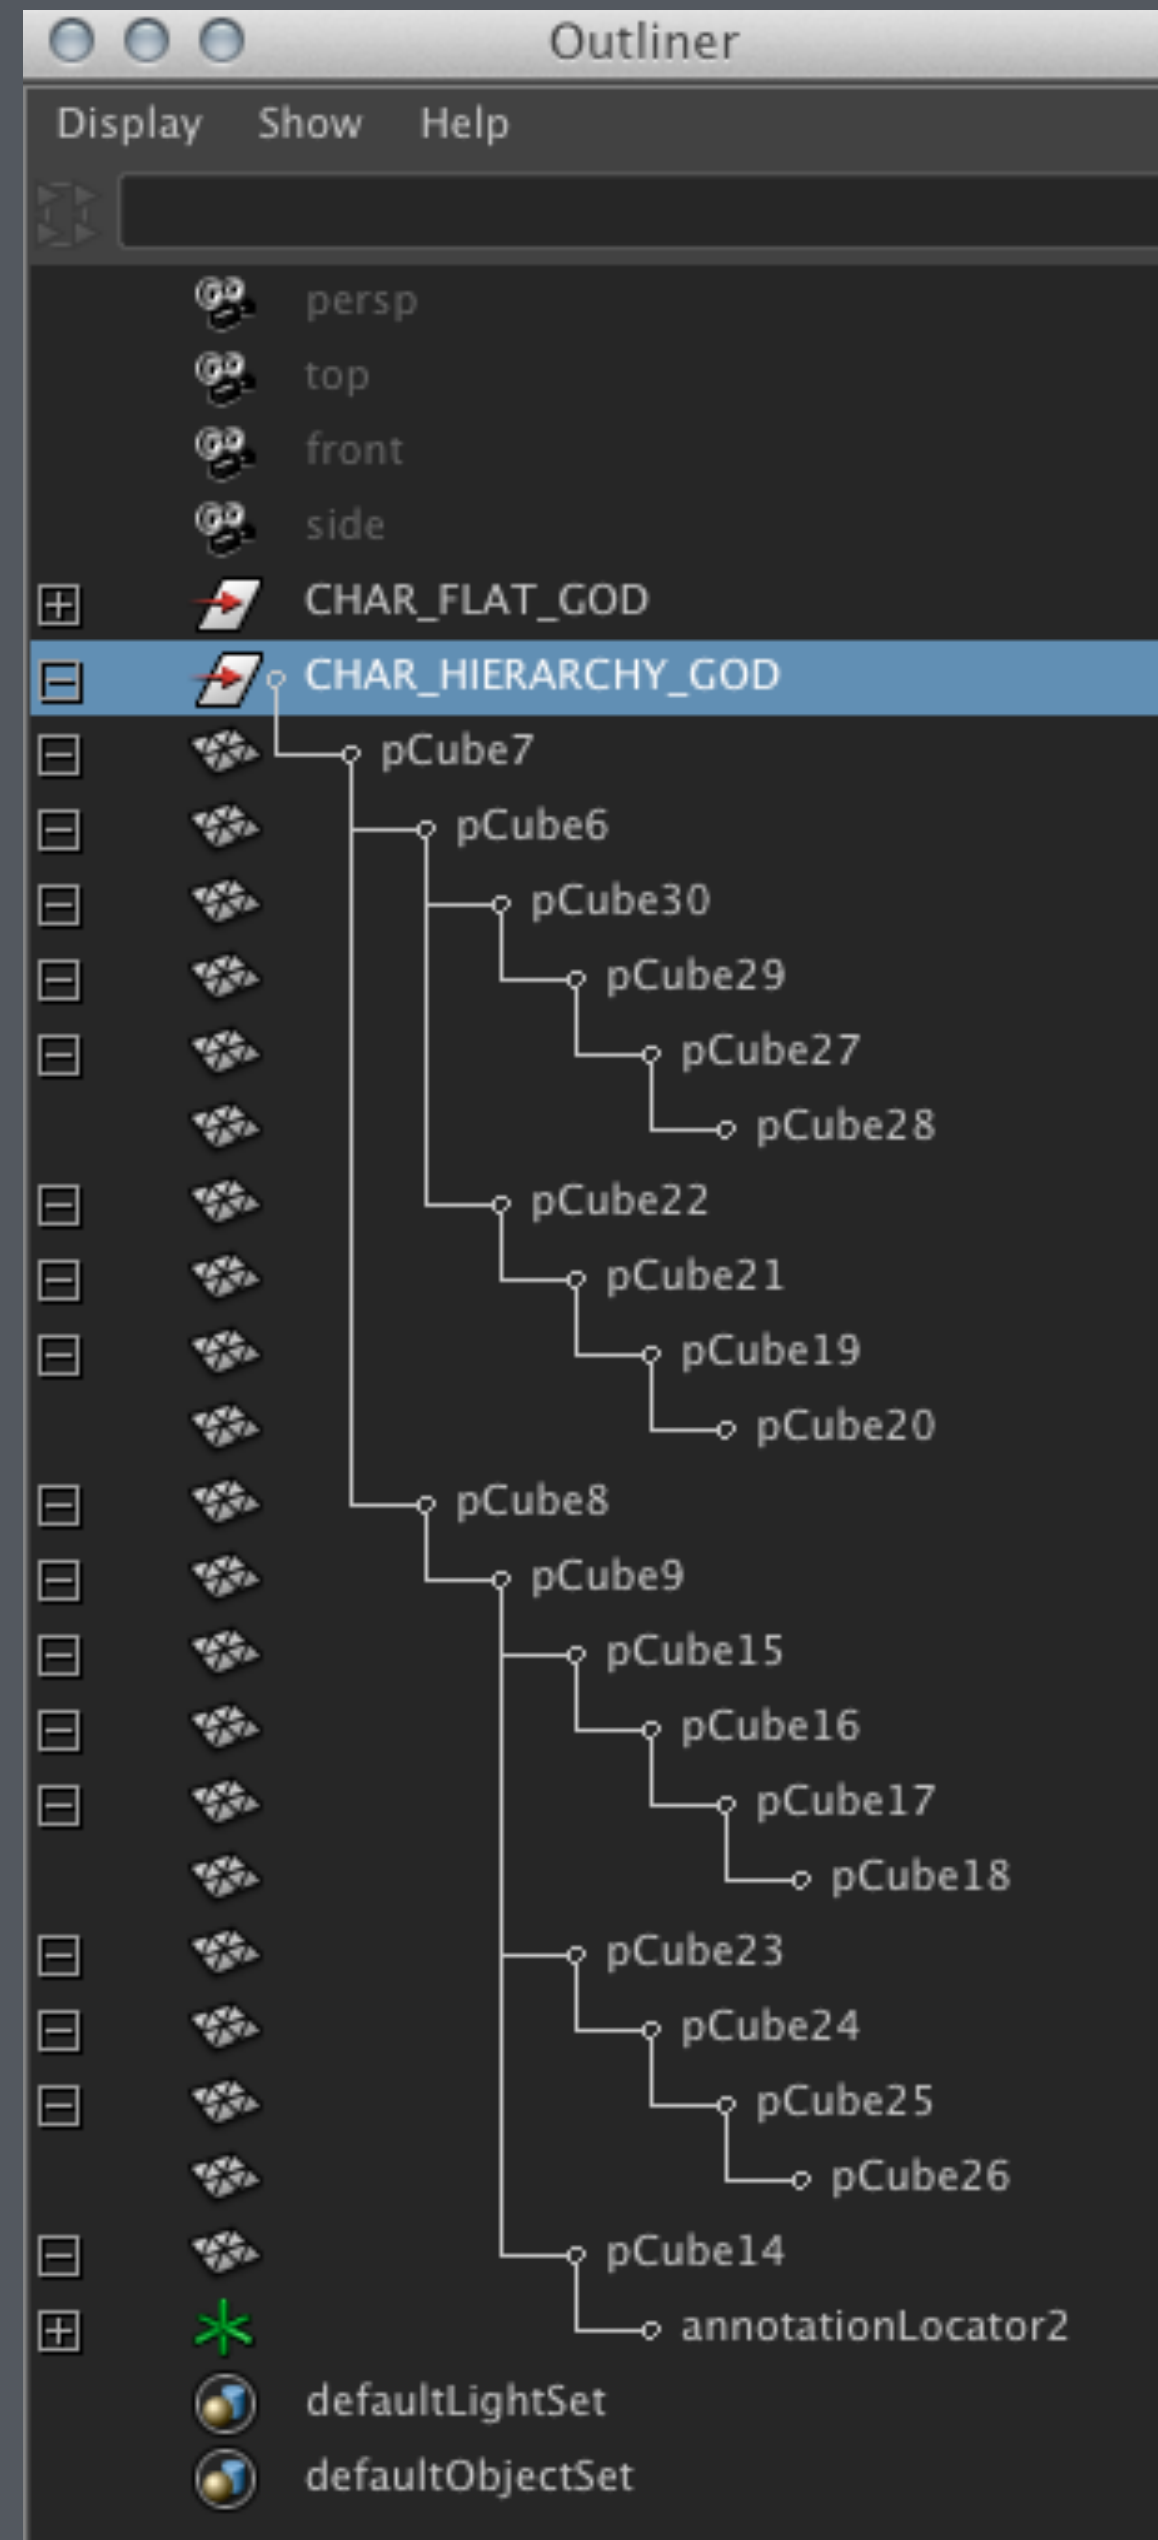 Outliner
Display Show Help
persp
top
front
side
CHAR_FLAT_GOD
CHAR_HIERARCHY_GOD
pCube7
pCube6
pCube30
pCube29
pCube27
pCube28
pCube22
pCube21
pCube19
pCube20
pCube8
pCube9
pCube15
pCube16
pCube17
pCube18
pCube23
pCube24
pCube25
pCube26
pCube14
annotationLocator2
defaultLightSet
defaultObjectSet